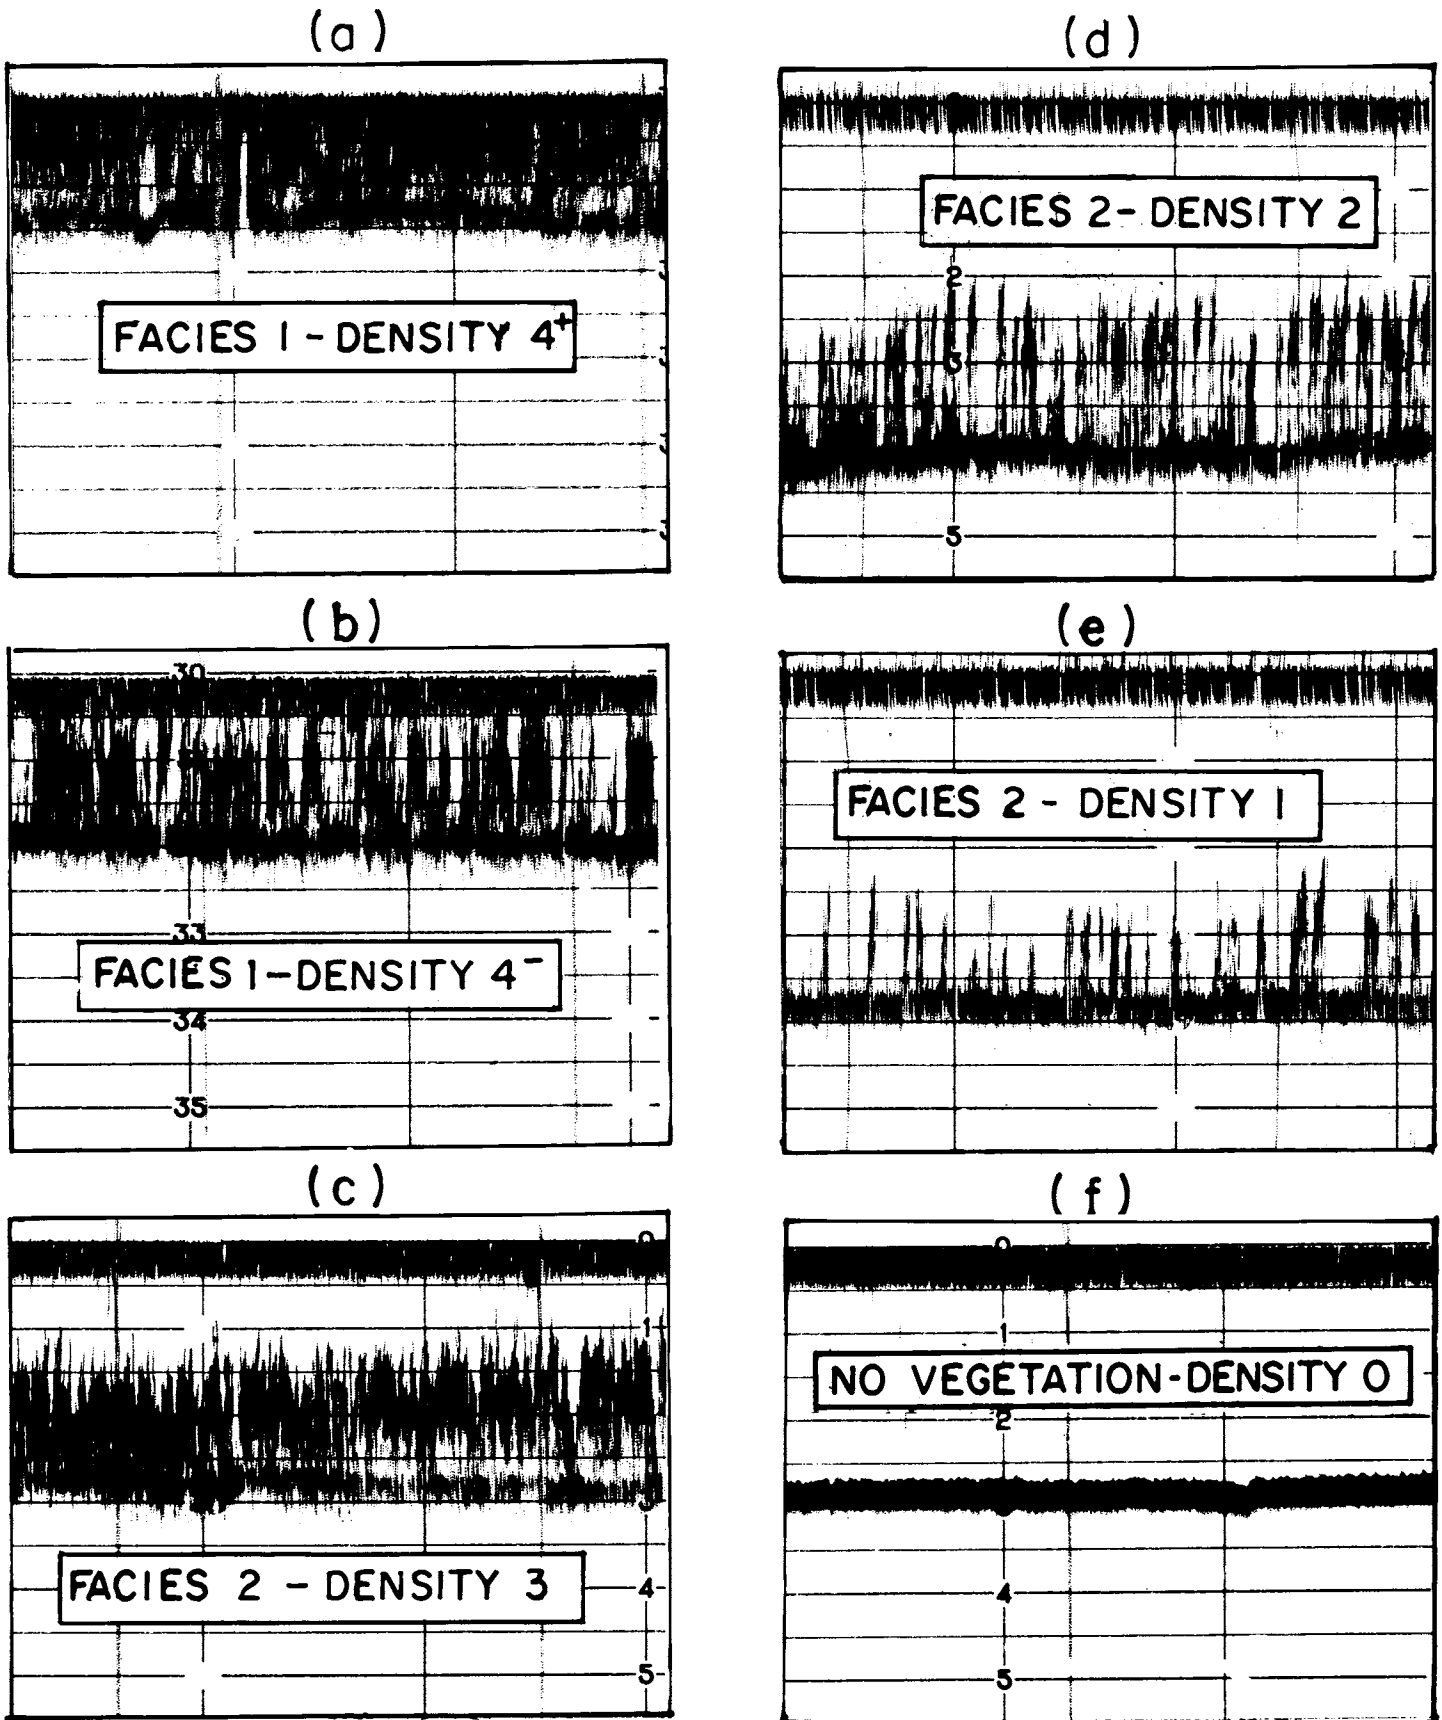 (a)
FACIES 1 - DENSITY 4+
(b)
30
33
FACIES 1-DENSITY 4-
34
35
(c)
0
1
3
FACIES 2 - DENSITY 3
4
5
(d)
FACIES 2- DENSITY 2
2
3
5
(e)
FACIES 2 - DENSITY 1
(f)
0
1
NO VEGETATION-DENSITY 0
2
4
5